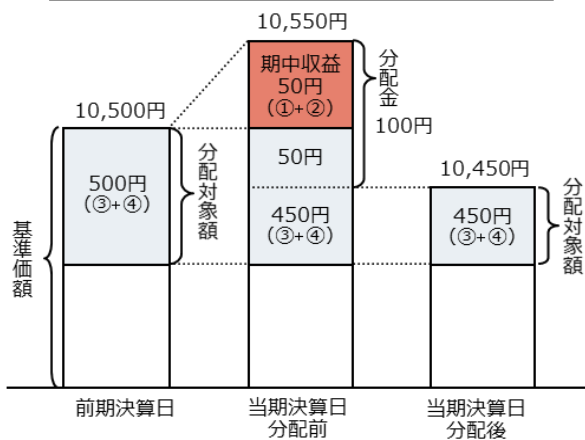 10,550円
期中収益
50円
(①+②)
分配金
100円
10,500円
50円
10,450円
500円
(③+④)
分配対象額
450円
(③+④)
450円
(③+④)
分配対象額
基準価額
前期決算日
当期決算日
分配前
当期決算日
分配後